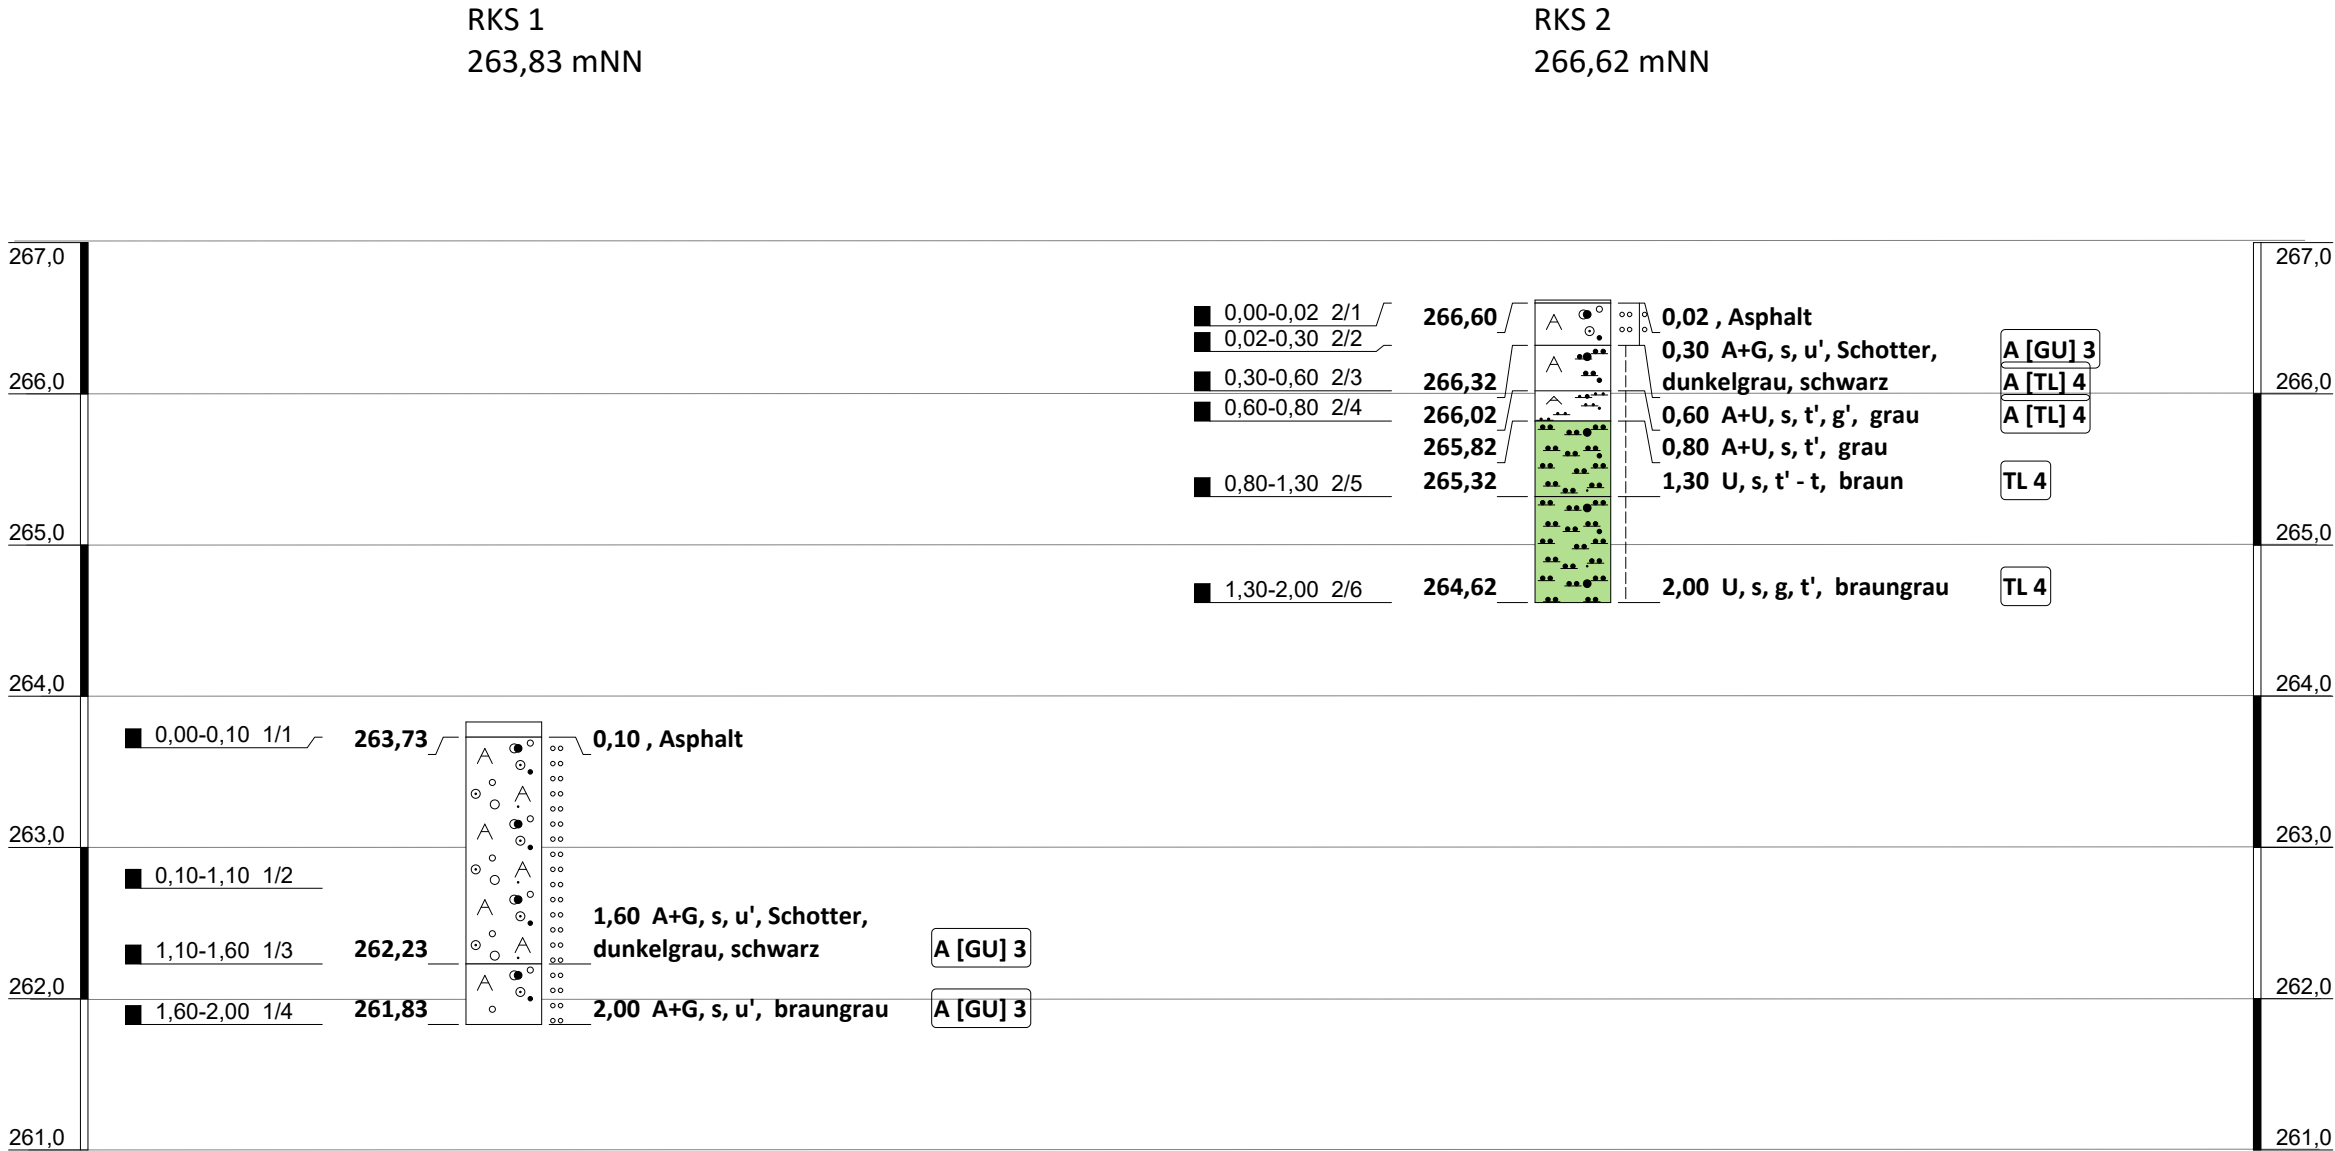 RKS 1
263,83 mNN
RKS 2
266,62 mNN
267,0
266,0
265,0
264,0
263,0
262,0
261,0
0,00-0,10 1/1
0,10-1,10 1/2
1,10-1,60 1/3
1,60-2,00 1/4
263,73
262,23
261,83
0,10 , Asphalt
1,60 A+G, s, u', Schotter,
dunkelgrau, schwarz
A [GU] 3
2,00 A+G, s, u', braungrau
A [GU] 3
0,00-0,02 2/1
0,02-0,30 2/2
0,30-0,60 2/3
0,60-0,80 2/4
0,80-1,30 2/5
1,30-2,00 2/6
266,60
266,32
266,02
265,82
265,32
264,62
0,02 , Asphalt
0,30 A+G, s, u', Schotter,
dunkelgrau, schwarz
0,60 A+U, s, t', g', grau
0,80 A+U, s, t', grau
1,30 U, s, t' - t, braun
2,00 U, s, g, t', braungrau
A [GU] 3
A [TL] 4
A [TL] 4
TL 4
TL 4
267,0
266,0
265,0
264,0
263,0
262,0
261,0